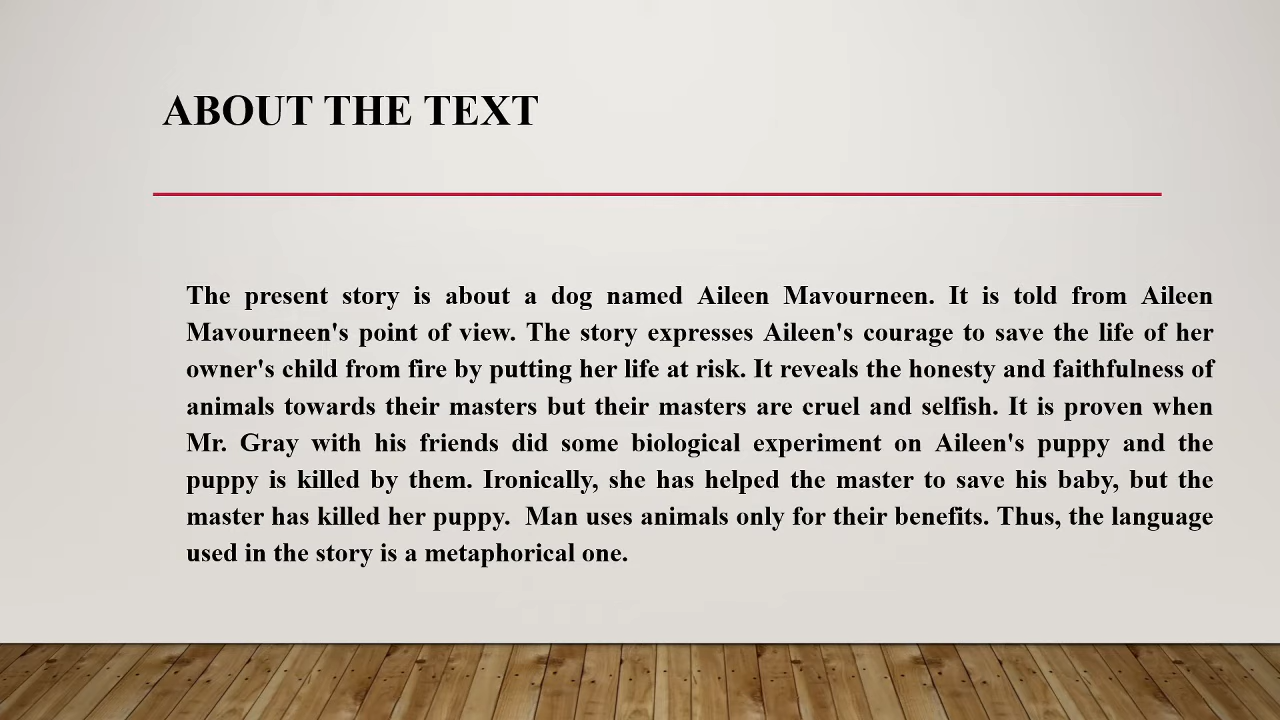 ABOUT THE TEXT
The present story is about a dog named Aileen Mavourneen. It is told from Aileen
Mavourneen's point of view. The story expresses Aileen's courage to save the life of her
owner's child from fire by putting her life at risk. It reveals the honesty and faithfulness of
animals towards their masters but their masters are cruel and selfish. It is proven when
Mr. Gray with his friends did some biological experiment on Aileen's puppy and the
puppy is killed by them. Ironically, she has helped the master to save his baby, but the
master has killed her puppy.  Man uses animals only for their benefits. Thus, the language
used in the story is a metaphorical one.